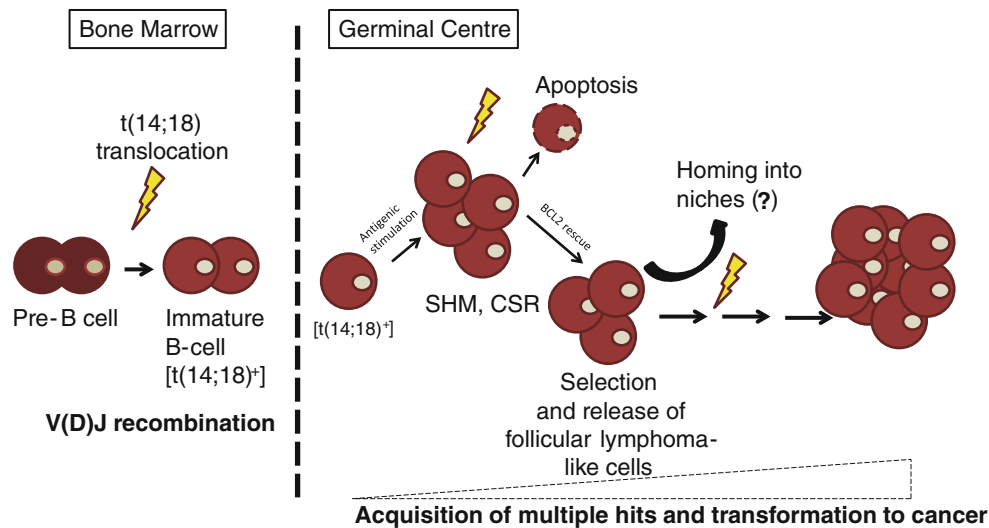 Bone Marrow
t(14;18)
translocation
Pre-B cell
Immature
B-cell
[t(14;18)+]
V(D)J recombination
Germinal Centre
[t(14;18)+]
Antigenic
stimulation
SHM, CSR
Apoptosis
BCL2 rescue
Homing into
niches (?)
Selection
and release of
follicular lymphoma-
like cells
Acquisition of multiple hits and transformation to cancer